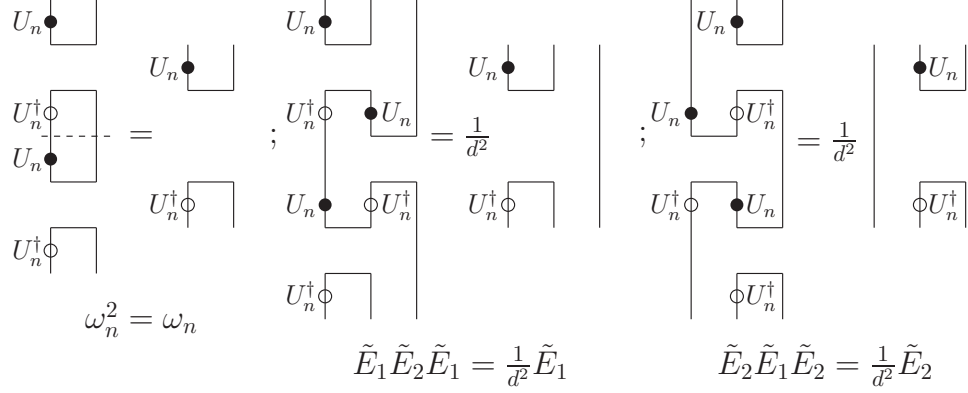 U_n
U_n
U_n^†
U_n
=
U_n^†
U_n^†
ω_n^2 = ω_n
;
U_n
U_n^†
U_n
U_n
U_n^†
U_n^†
= 1/d^2
U_n
U_n^†
Ẽ_1Ẽ_2Ẽ_1 = 1/d^2 Ẽ_1
;
U_n
U_n
U_n^†
U_n^†
U_n
U_n^†
= 1/d^2
U_n
U_n^†
Ẽ_2Ẽ_1Ẽ_2 = 1/d^2 Ẽ_2